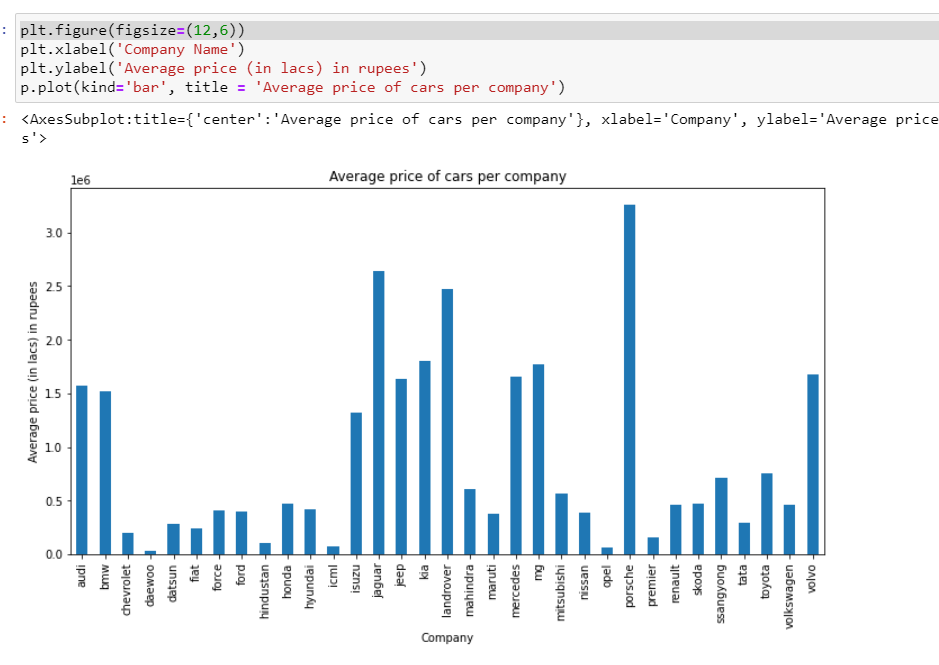 : plt.figure(figsize=(12,6))
plt.xlabel('Company Name')
plt.ylabel('Average price (in lacs) in rupees')
p.plot(kind='bar', title = 'Average price of cars per company')
: <AxesSubplot:title={'center':'Average price of cars per company'}, xlabel='Company', ylabel='Average price
s'>
Average price of cars per company
1e6
3.0
2.5
2.0
1.5
1.0
0.5
0.0
Average price (in lacs) in rupees
audi
bmw
chevrolet
daewoo
datsun
fiat
force
ford
hindustan
honda
hyundai
icml
isuzu
jaguar
jeep
kia
landrover
mahindra
maruti
mercedes
mg
mitsubishi
nissan
opel
porsche
premier
renault
skoda
ssangyong
tata
toyota
volkswagen
volvo
Company